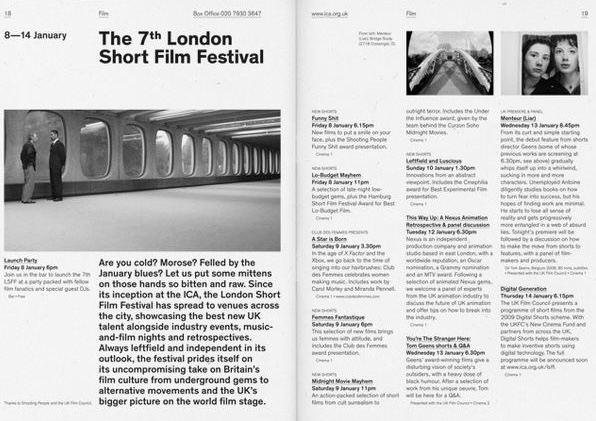 18
Film
Box Office 020 7930 3647
8—14 January
The 7th London
Short Film Festival
Launch Party
Friday 8 January 6pm
Join us in the bar to launch the 7th
LSFF at a party packed with fellow
film fanatics and special guest DJs.
Bar • Free
Are you cold? Morose? Felled by the
January blues? Let us put some mittens
on those hands so bitten and raw. Since
its inception at the ICA, the London Short
Film Festival has spread to venues across
the city, showcasing the best new UK
talent alongside industry events, music-
and-film nights and retrospectives.
Always leftfield and independent in its
outlook, the festival prides itself on
its uncompromising take on Britain's
film culture from underground gems to
alternative movements and the UK's
bigger picture on the world film stage.
Thanks to Shooting People and the UK Film Council.
www.ica.org.uk
Film
19
From left: Menteur
(Liar), Bridge Study
NEW SHORTS
Funny Shit
Friday 8 January 6.15pm
New films to put a smile on your
face, plus the Shooting People
Funny Shit award presentation.
Cinema 1
NEW SHORTS
Lo-Budget Mayhem
Friday 8 January 11pm
A selection of late-night low-
budget gems, plus the Hamburg
Short Film Festival Award for Best
Lo-Budget Film.
Cinema 1
CLUB DES FEMMES PRESENTS
A Star is Born
Saturday 9 January 3.30pm
In the age of X Factor and the
Xbox, we go back to the time of
singing into our hairbrushes: Club
des Femmes celebrates women
making music. Includes work by
Carol Morley and Miranda Pennell.
Cinema 1 • www.clubdesfemmes.com
NEW SHORTS
Femmes Fantastique
Saturday 9 January 6pm
This selection of new films brings
us femmes with attitude, and
includes the Club des Femmes
award presentation.
Cinema 1
NEW SHORTS
Midnight Movie Mayhem
Saturday 9 January 11pm
An action-packed selection of short
films from cult surrealism to
outright terror. Includes the Under
the Influence award, given by the
team behind the Curzon Soho
Midnight Movies.
Cinema 1
NEW SHORTS
Leftfield and Luscious
Sunday 10 January 1.30pm
Innovations from an abstract
viewpoint. Includes the Cinephilia
award for Best Experimental Film
presentation.
Cinema 1
This Way Up: A Nexus Animation
Retrospective & panel discussion
Tuesday 12 January 6.30pm
Nexus is an independent
production company and animation
studio based in east London, with a
worldwide reputation, an Oscar
nomination, a Grammy nomination
and an MTV award. Following a
selection of animated Nexus gems,
we welcome a panel of experts
from the UK animation industry to
discuss the future of UK animation
and offer tips on how to break into
the industry.
Cinema 1
You're The Stranger Here:
Tom Geens shorts & Q&A
Wednesday 13 January 6.30pm
Geens' award-winning films give a
disturbing vision of society's
outsiders, with a heavy dose of
black humour. After a selection of
work from his unique oeuvre, Tom
will be here for a Q&A.
Presented with the UK Film Council • Cinema 2
UK PREMIERE & PANEL
Menteur (Liar)
Wednesday 13 January 8.45pm
From its curt and simple starting
point, the debut feature from shorts
director Geens (some of whose
previous works are screening at
6.30pm, see above) gradually
whips itself up into a whirlwind,
sucking in more and more
characters. Unemployed Antoine
diligently studies books on how
to turn fear into success, but his
hopes of finding work are minimal.
He starts to lose all sense of
reality and gets progressively
more entangled in a web of absurd
lies. Tonight's premiere will be
followed by a discussion on how
to make the move from shorts to
features, with a panel of film-
makers and producers.
Dir Tom Geens, Belgium 2009, 80 mins, subtitles.
• Presented with the UK Film Council • Cinema 1
Digital Generation
Thursday 14 January 6.15pm
The UK Film Council presents a
programme of short films from the
2009 Digital Shorts scheme. With
the UKFC's New Cinema Fund and
partners from across the UK,
Digital Shorts helps film-makers
to make inventive shorts using
digital technology. The full
programme will be announced soon
at www.ica.org.uk/lsff.
Cinema 1